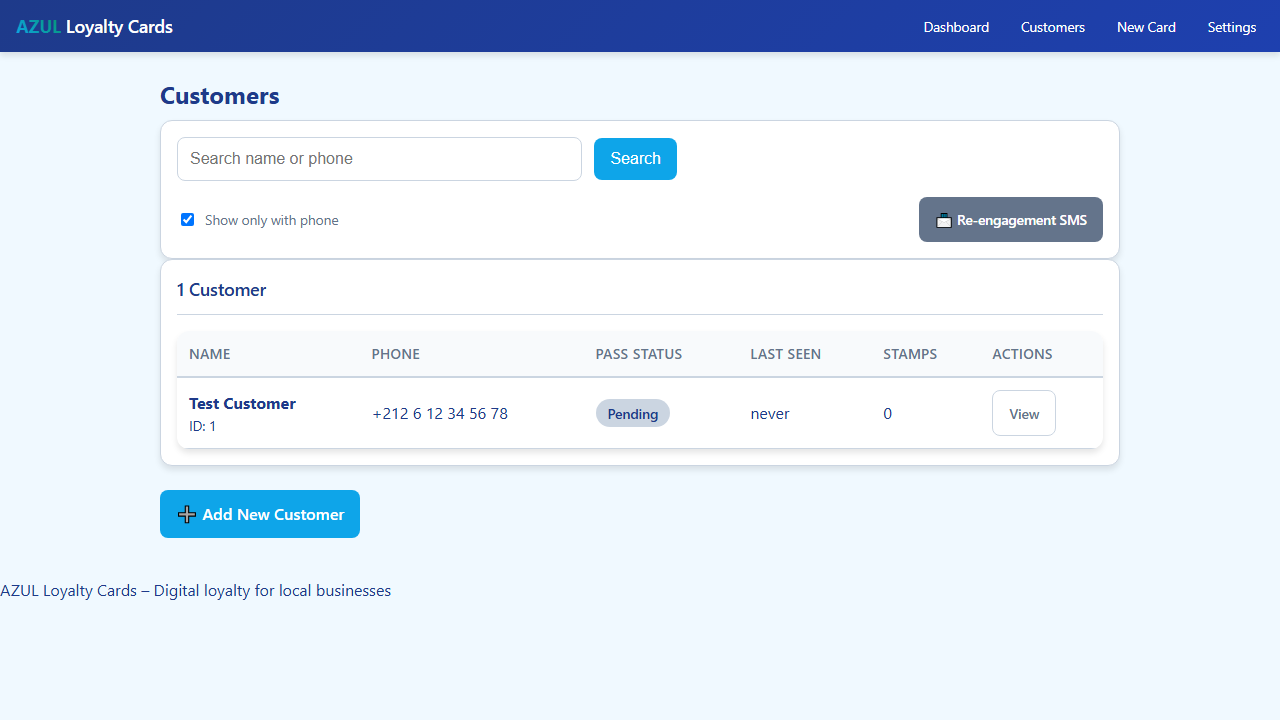 AZUL Loyalty Cards Dashboard Customers New Card Settings
Customers
Search name or phone Search
Show only with phone Re-engagement SMS
1 Customer
NAME PHONE PASS STATUS LAST SEEN STAMPS ACTIONS
Test Customer +212 6 12 34 56 78 Pending never 0 View
ID: 1
Add New Customer
AZUL Loyalty Cards – Digital loyalty for local businesses